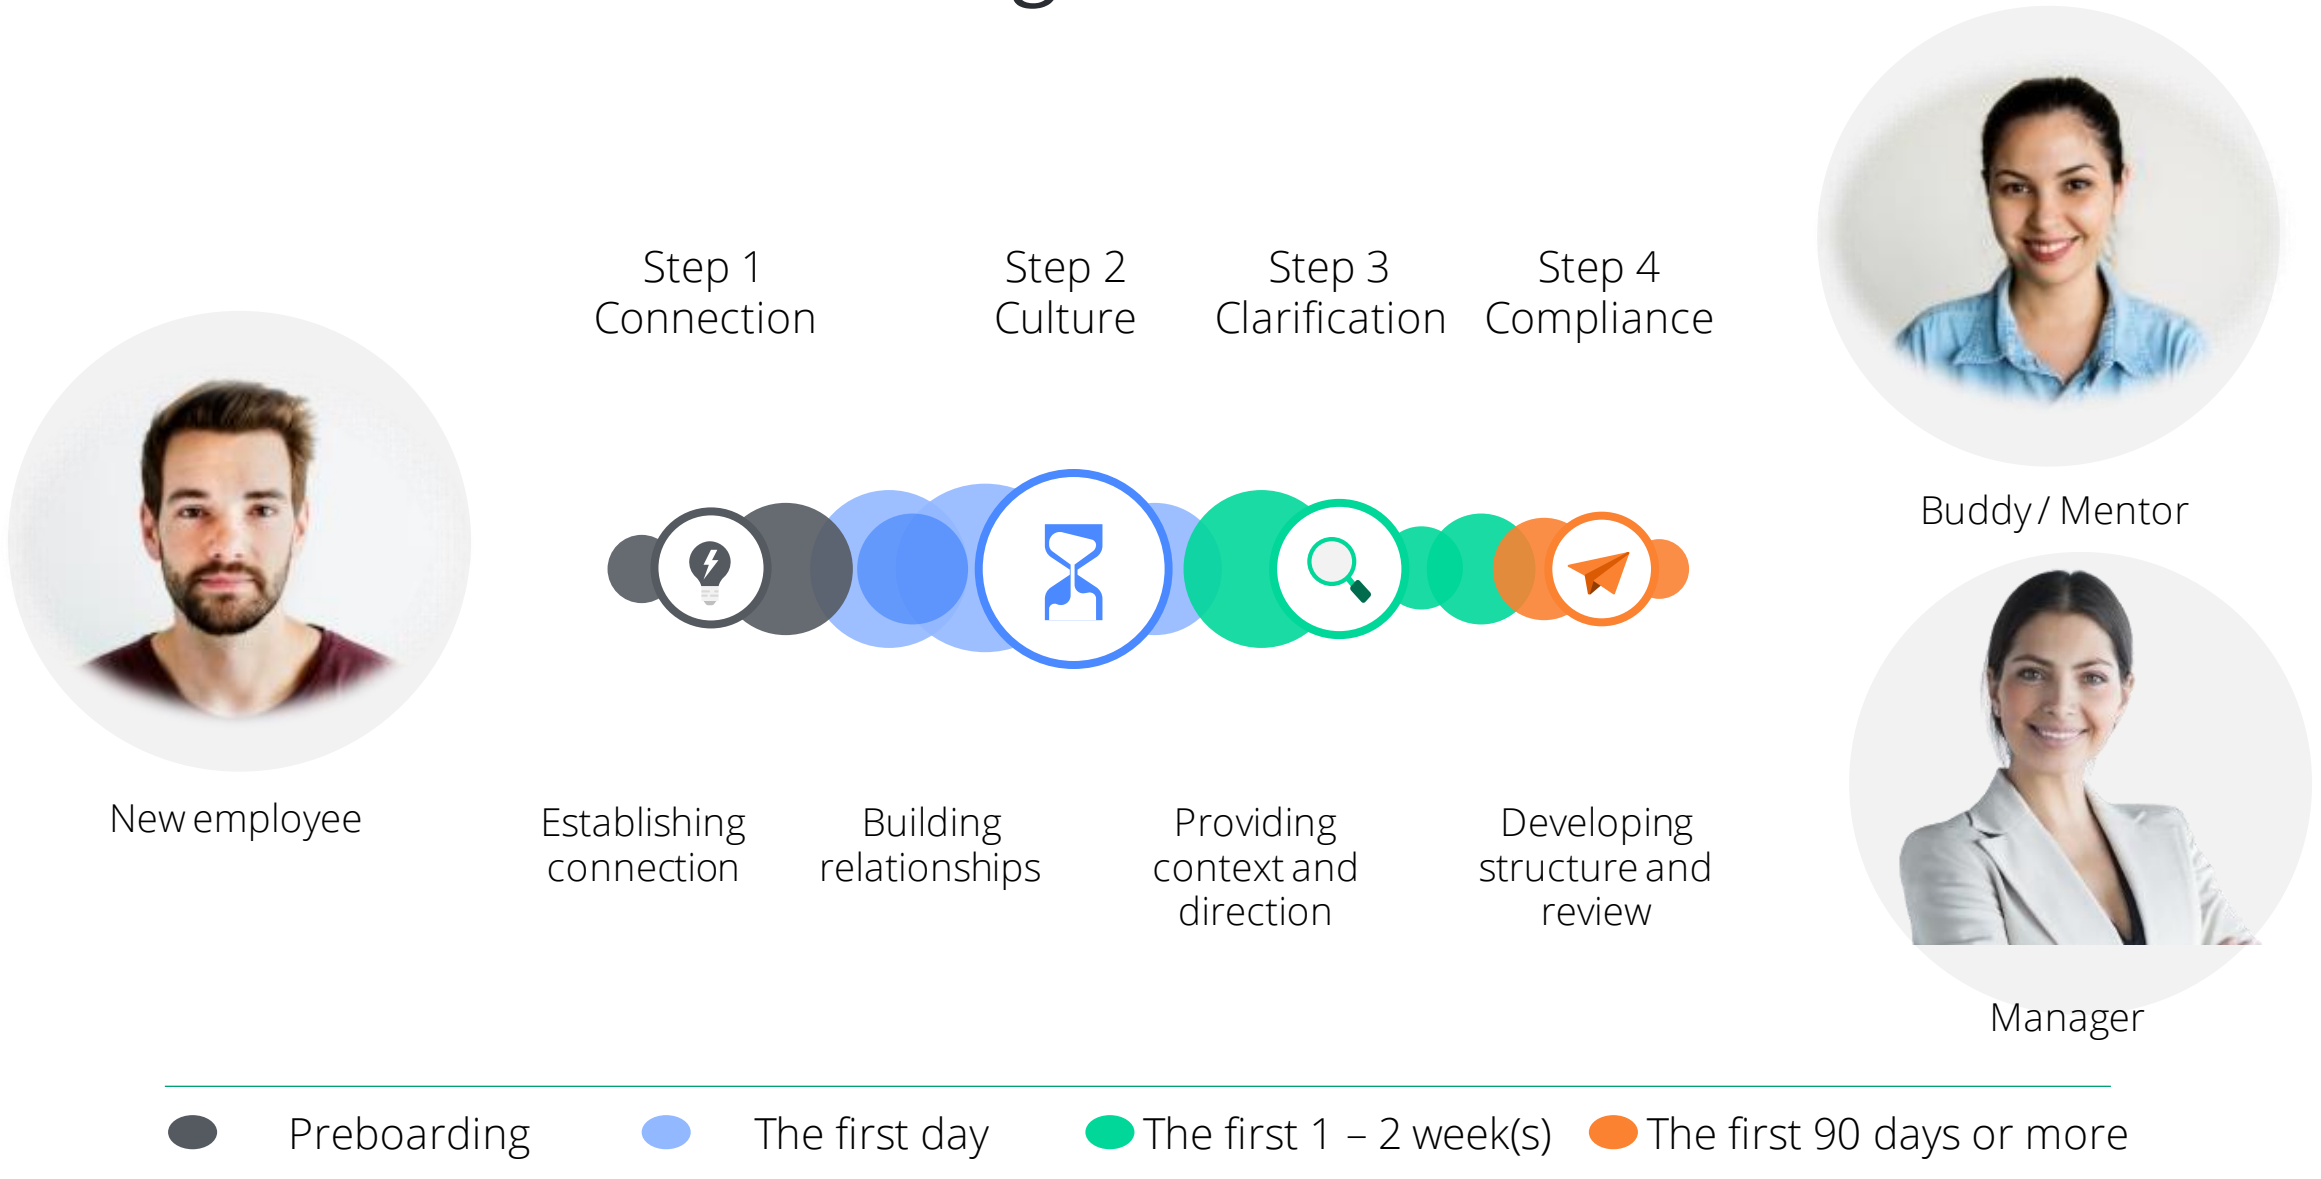 Step 1
Connection
Step 2
Culture
Step 3
Clarification
Step 4
Compliance
Buddy / Mentor
New employee
Establishing
connection
Building
relationships
Providing
context and
direction
Developing
structure and
review
Manager
Preboarding
The first day
The first 1 – 2 week(s)
The first 90 days or more